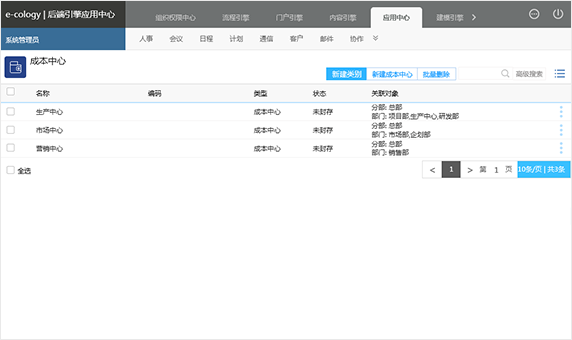 e-cology | 后端引擎应用中心 组织权限中心 流程引擎 门户引擎 内容引擎 应用中心 建模引擎
系统管理员 人事 会议 日程 计划 通信 客户 邮件 协作
成本中心
新建类别 新建成本中心 批量删除 高级搜索
名称 编码 类型 状态 关联对象
生产中心 成本中心 未封存 分部: 总部
部门: 项目部,生产中心,研发部
市场中心 成本中心 未封存 分部: 总部
部门: 市场部,企划部
营销中心 成本中心 未封存 分部: 总部
部门: 销售部
全选 < 1 > 第 1 页 10条/页 | 共3条